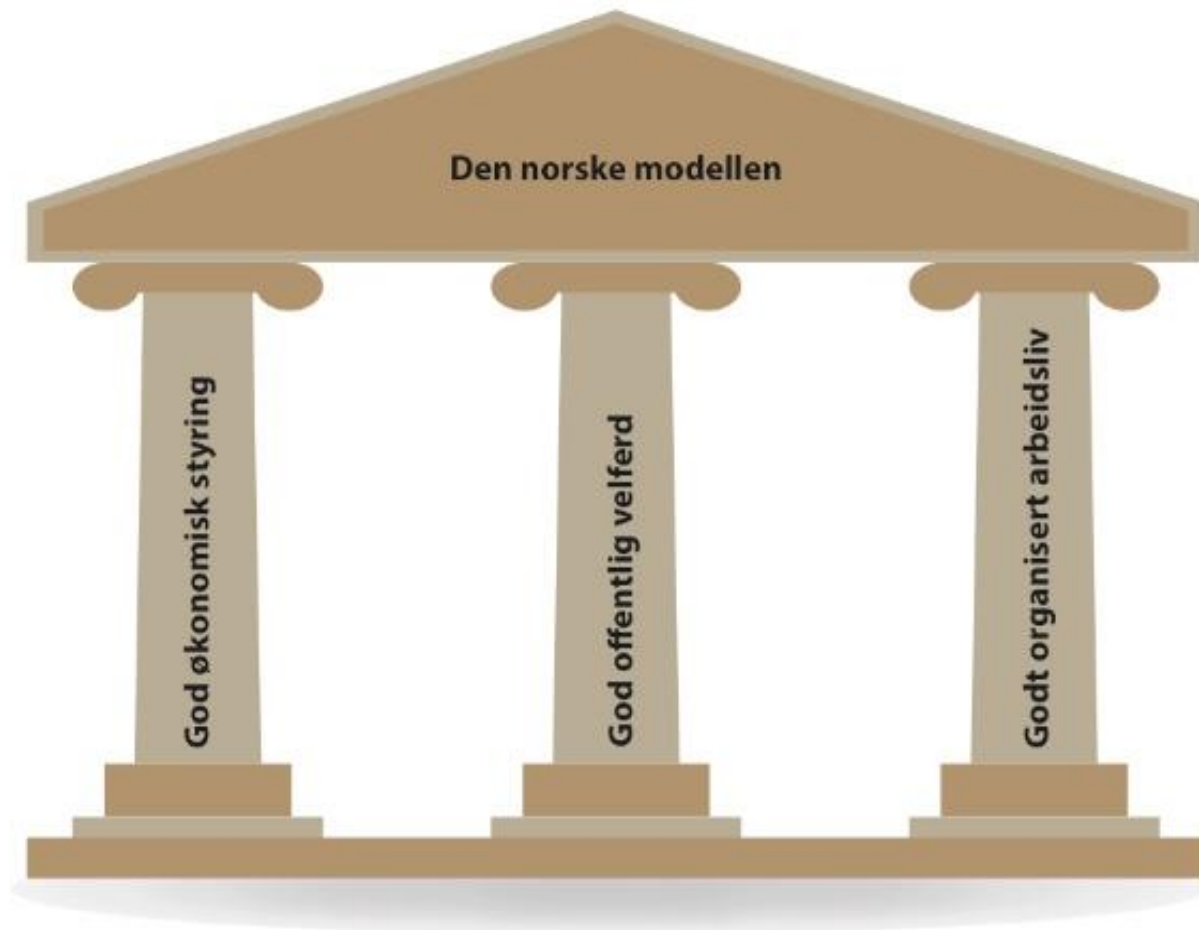 Den norske modellen
God økonomisk styring
God offentlig velferd
Godt organisert arbeidsliv